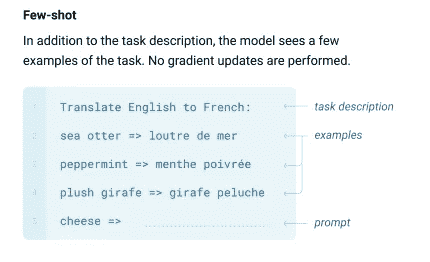 Few-shot
In addition to the task description, the model sees a few
examples of the task. No gradient updates are performed.
1 Translate English to French: task description
2 sea otter => loutre de mer examples
3 peppermint => menthe poivrée
4 plush girafe => girafe peluche
5 cheese => prompt